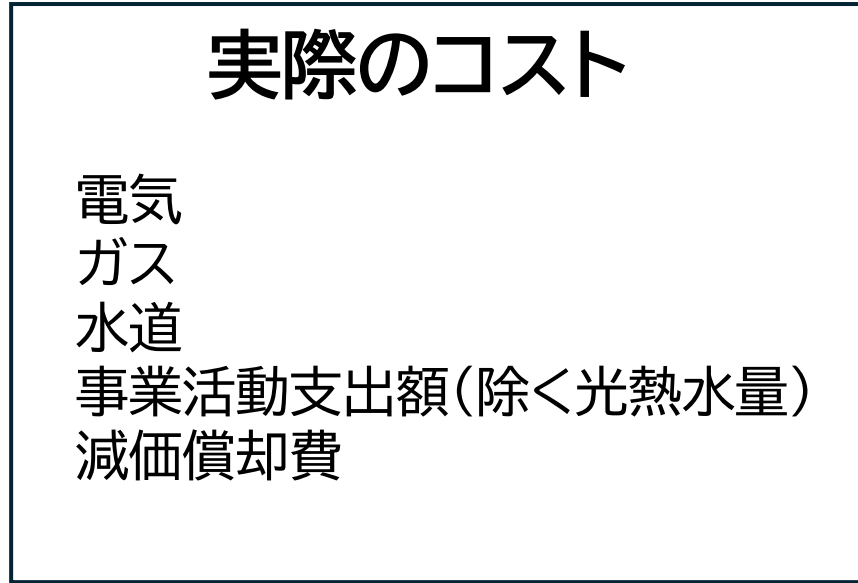 実際のコスト
電気
ガス
水道
事業活動支出額（除く光熱水量）
減価償却費